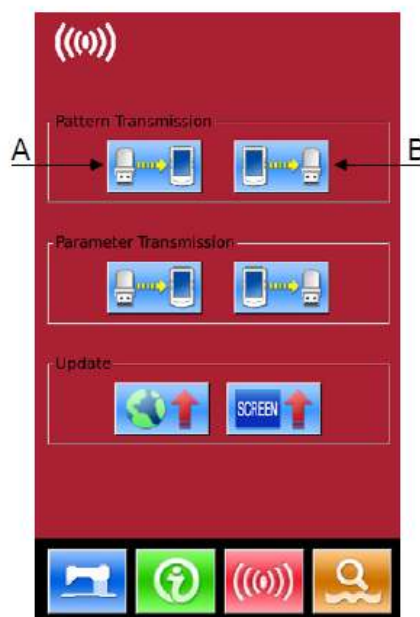 Pattern Transmission
A
B
Parameter Transmission
Update
SCREEN